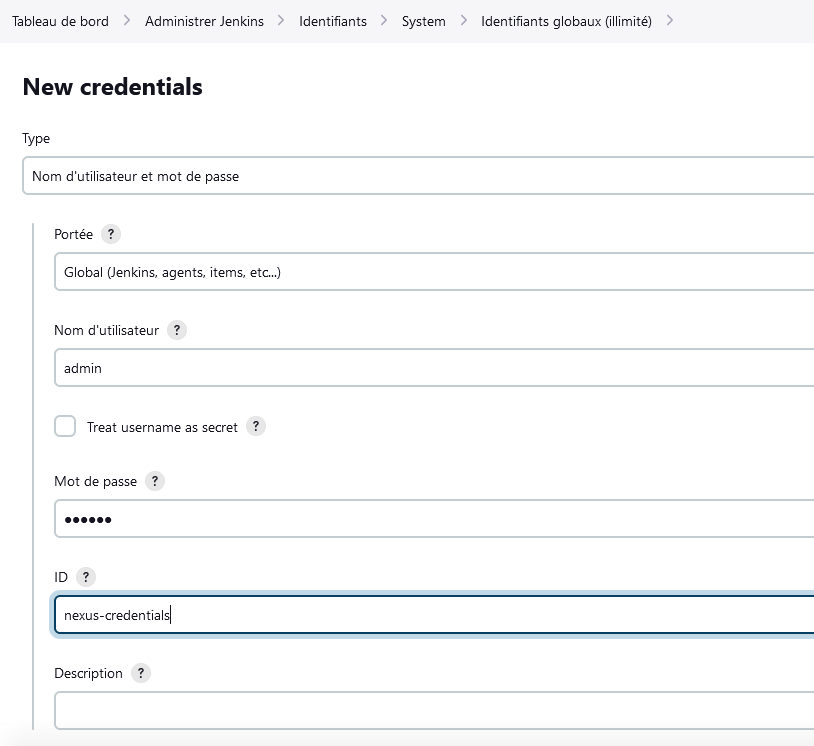 Tableau de bord > Administrer Jenkins > Identifiants > System > Identifiants globaux (illimité) >
New credentials
Type
Nom d'utilisateur et mot de passe
Portée ?
Global (Jenkins, agents, items, etc...)
Nom d'utilisateur ?
admin
Treat username as secret ?
Mot de passe ?
••••••
ID ?
nexus-credentials
Description ?